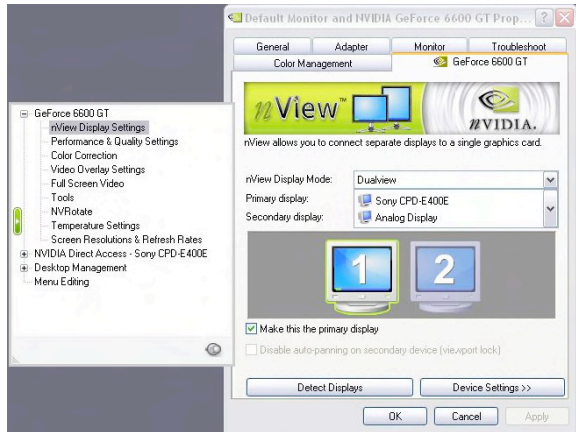 Default Monitor and NVIDIA GeForce 6600 GT Prop...
General Adapter Monitor Troubleshoot
Color Management GeForce 6600 GT
nView™ NVIDIA.
nView allows you to connect separate displays to a single graphics card.
nView Display Mode: Dualview
Primary display: Sony CPD-E400E
Secondary display: Analog Display
1 2
Make this the primary display
Disable auto-panning on secondary device (viewport lock)
Detect Displays Device Settings >>
OK Cancel Apply
GeForce 6600 GT
nView Display Settings
Performance & Quality Settings
Color Correction
Video Overlay Settings
Full Screen Video
Tools
NVRotate
Temperature Settings
Screen Resolutions & Refresh Rates
NVIDIA Direct Access - Sony CPD-E400E
Desktop Management
Menu Editing